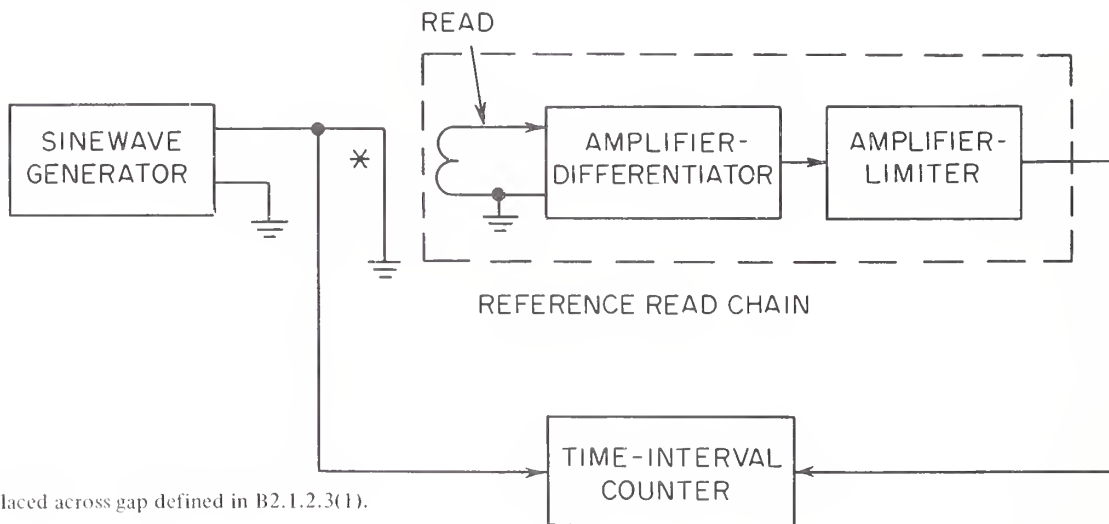 READ
SINEWAVE
GENERATOR
*
AMPLIFIER-
DIFFERENTIATOR
AMPLIFIER-
LIMITER
REFERENCE READ CHAIN
TIME-INTERVAL
COUNTER
laced across gap defined in B2.1.2.3(1).